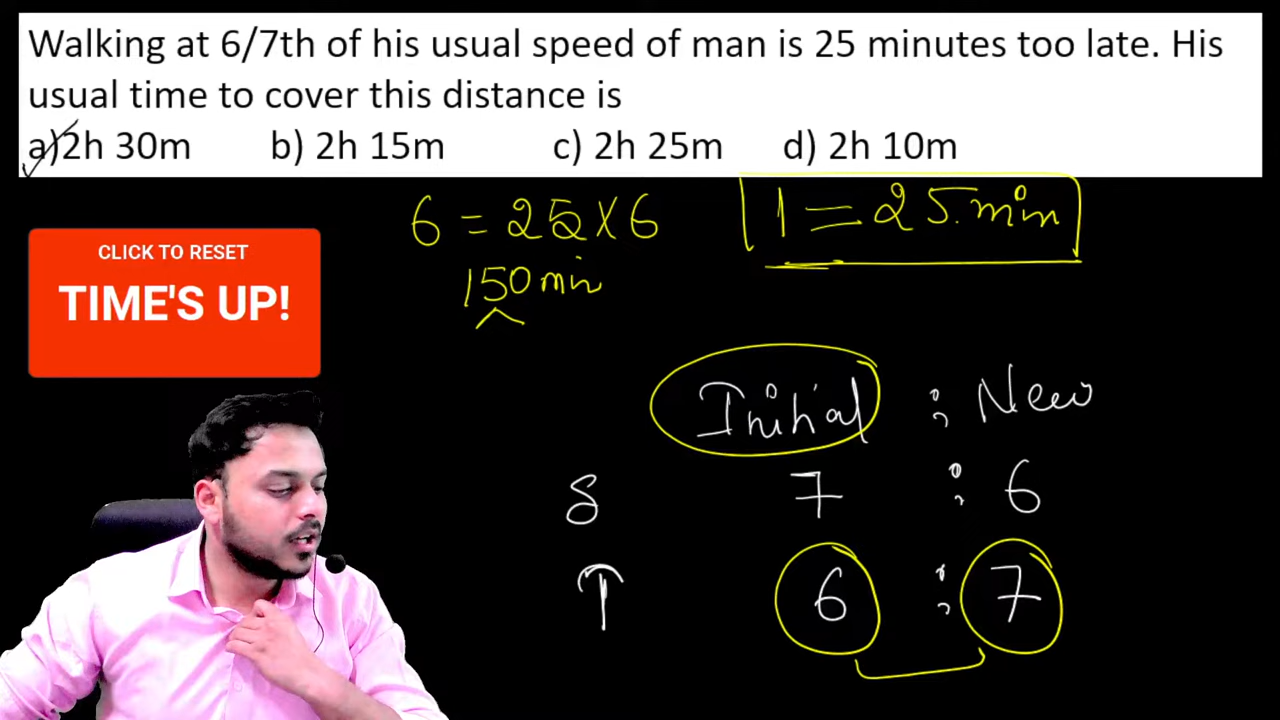 Walking at 6/7th of his usual speed of man is 25 minutes too late. His
usual time to cover this distance is
a) 2h 30m b) 2h 15m c) 2h 25m d) 2h 10m
6 = 25 × 6
1 = 25 min
150 min
CLICK TO RESET
TIME'S UP!
Initial : New
S 7 : 6
T 6 : 7